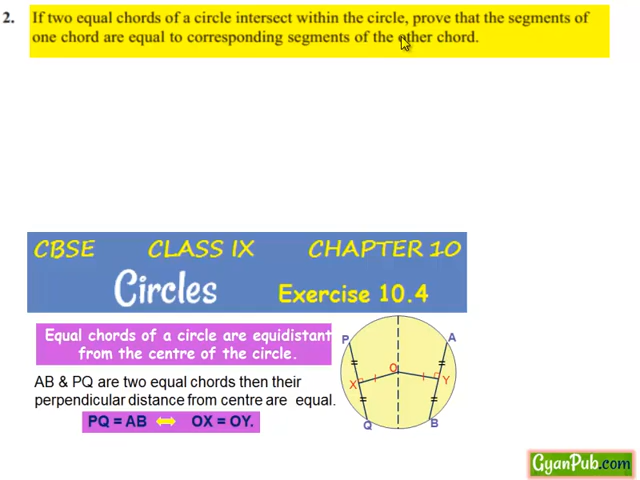 2. If two equal chords of a circle intersect within the circle, prove that the segments of
one chord are equal to corresponding segments of the other chord.
CBSE CLASS IX CHAPTER 10
Circles Exercise 10.4
Equal chords of a circle are equidistant
from the centre of the circle.
AB & PQ are two equal chords then their
perpendicular distance from centre are equal.
PQ = AB ⟺ OX = OY.
P A
O
X Y
Q B
GyanPub.com